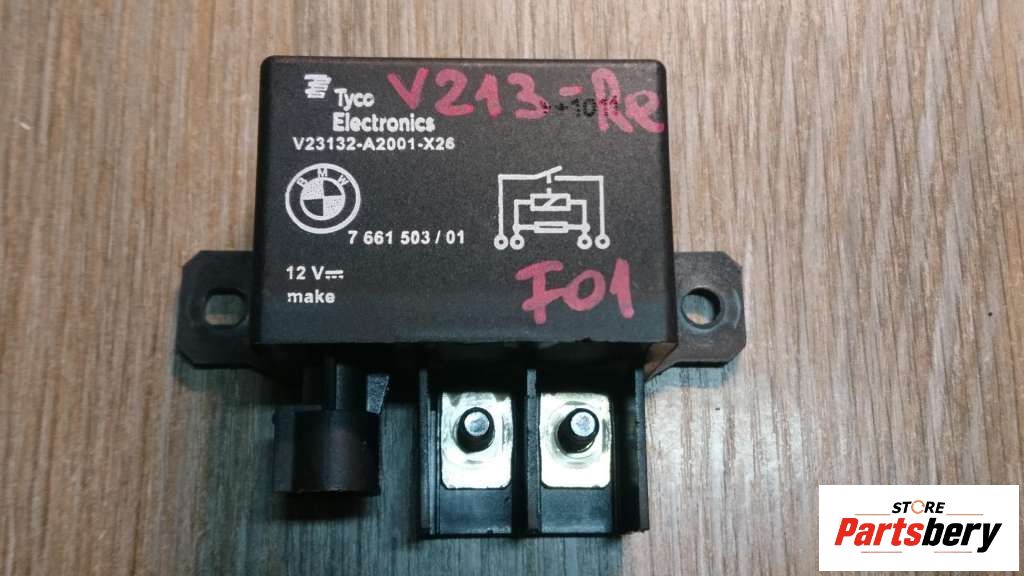 Tyco
Electronics
V213-Re
V23132-A2001-X26
BMW
7 661 503 / 01
12 V
make
F01
STORE
Partsbery